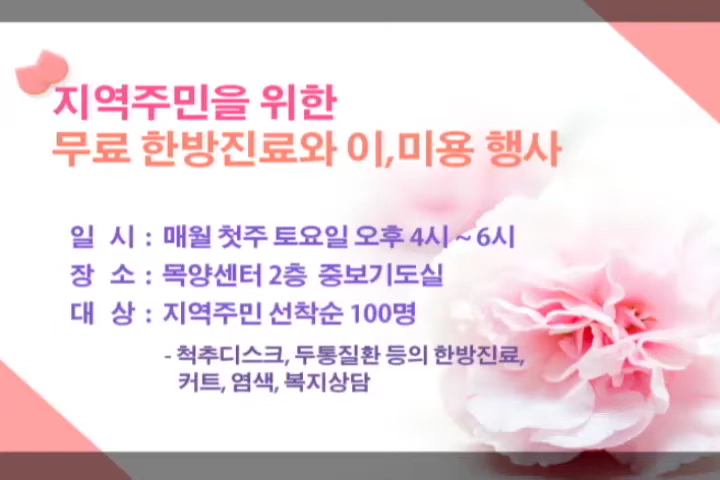 지역주민을 위한
무료 한방진료와 이,미용 행사
일 시 : 매월 첫주 토요일 오후 4시 ~ 6시
장 소 : 목양센터 2층 중보기도실
대 상 : 지역주민 선착순 100명
- 척추디스크, 두통질환 등의 한방진료,
커트, 염색, 복지상담